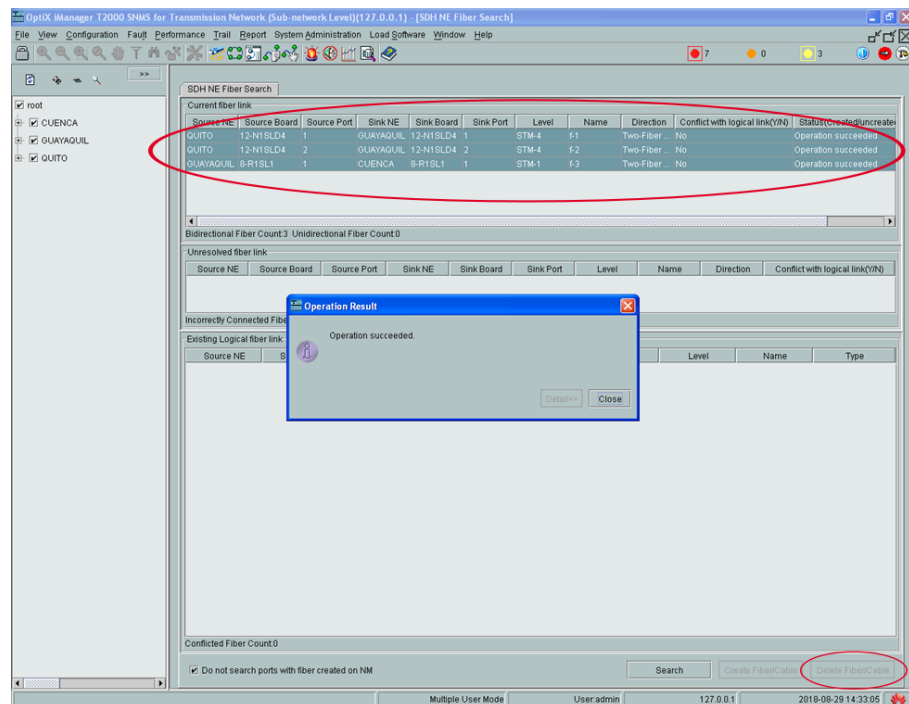 OptiX iManager T2000 SNMS for Transmission Network (Sub-network Level)(127.0.0.1) - [SDH NE Fiber Search]
File View Configuration Fault Performance Trail Report System Administration Load Software Window Help
7 0 3
>>
root
CUENCA
GUAYAQUIL
QUITO
SDH NE Fiber Search
Current fiber link
Source NE Source Board Source Port Sink NE Sink Board Sink Port Level Name Direction Conflict with logical link(Y/N) Status(Created/uncreate
QUITO 12-N1SLD4 1 GUAYAQUIL 12-N1SLD4 1 STM-4 f-1 Two-Fiber ... No Operation succeeded
QUITO 12-N1SLD4 2 GUAYAQUIL 12-N1SLD4 2 STM-4 f-2 Two-Fiber ... No Operation succeeded
GUAYAQUIL 8-R1SL1 1 CUENCA 8-R1SL1 1 STM-1 f-3 Two-Fiber ... No Operation succeeded
Bidirectional Fiber Count:3 Unidirectional Fiber Count:0
Unresolved fiber link
Source NE Source Board Source Port Sink NE Sink Board Sink Port Level Name Direction Conflict with logical link(Y/N)
Incorrectly Connected Fibe
Existing Logical fiber link
Source NE S Level Name Type
Operation Result
Operation succeeded.
Detail>> Close
Conflicted Fiber Count:0
Do not search ports with fiber created on NM
Search Create Fiber/Cable Delete Fiber/Cable
Multiple User Mode User:admin 127.0.0.1 2018-08-29 14:33:05